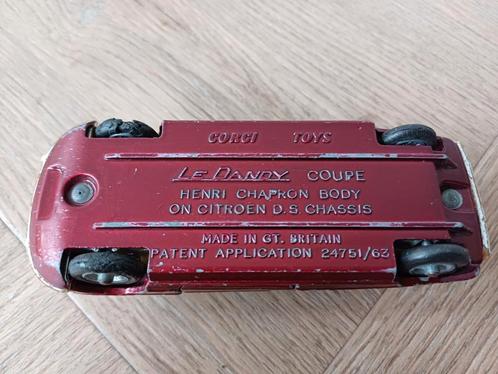 CORGI TOYS
Le Dandy COUPE
HENRI CHAPRON BODY
ON CITROEN D.S CHASSIS
MADE IN GT. BRITAIN
PATENT APPLICATION 24751/63